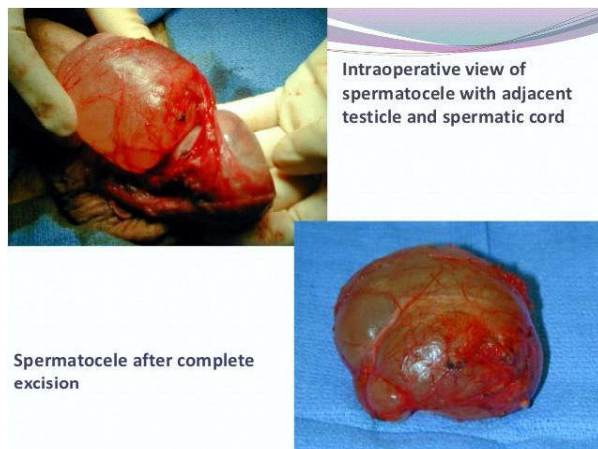 Intraoperative view of
spermatocele with adjacent
testicle and spermatic cord
Spermatocele after complete
excision